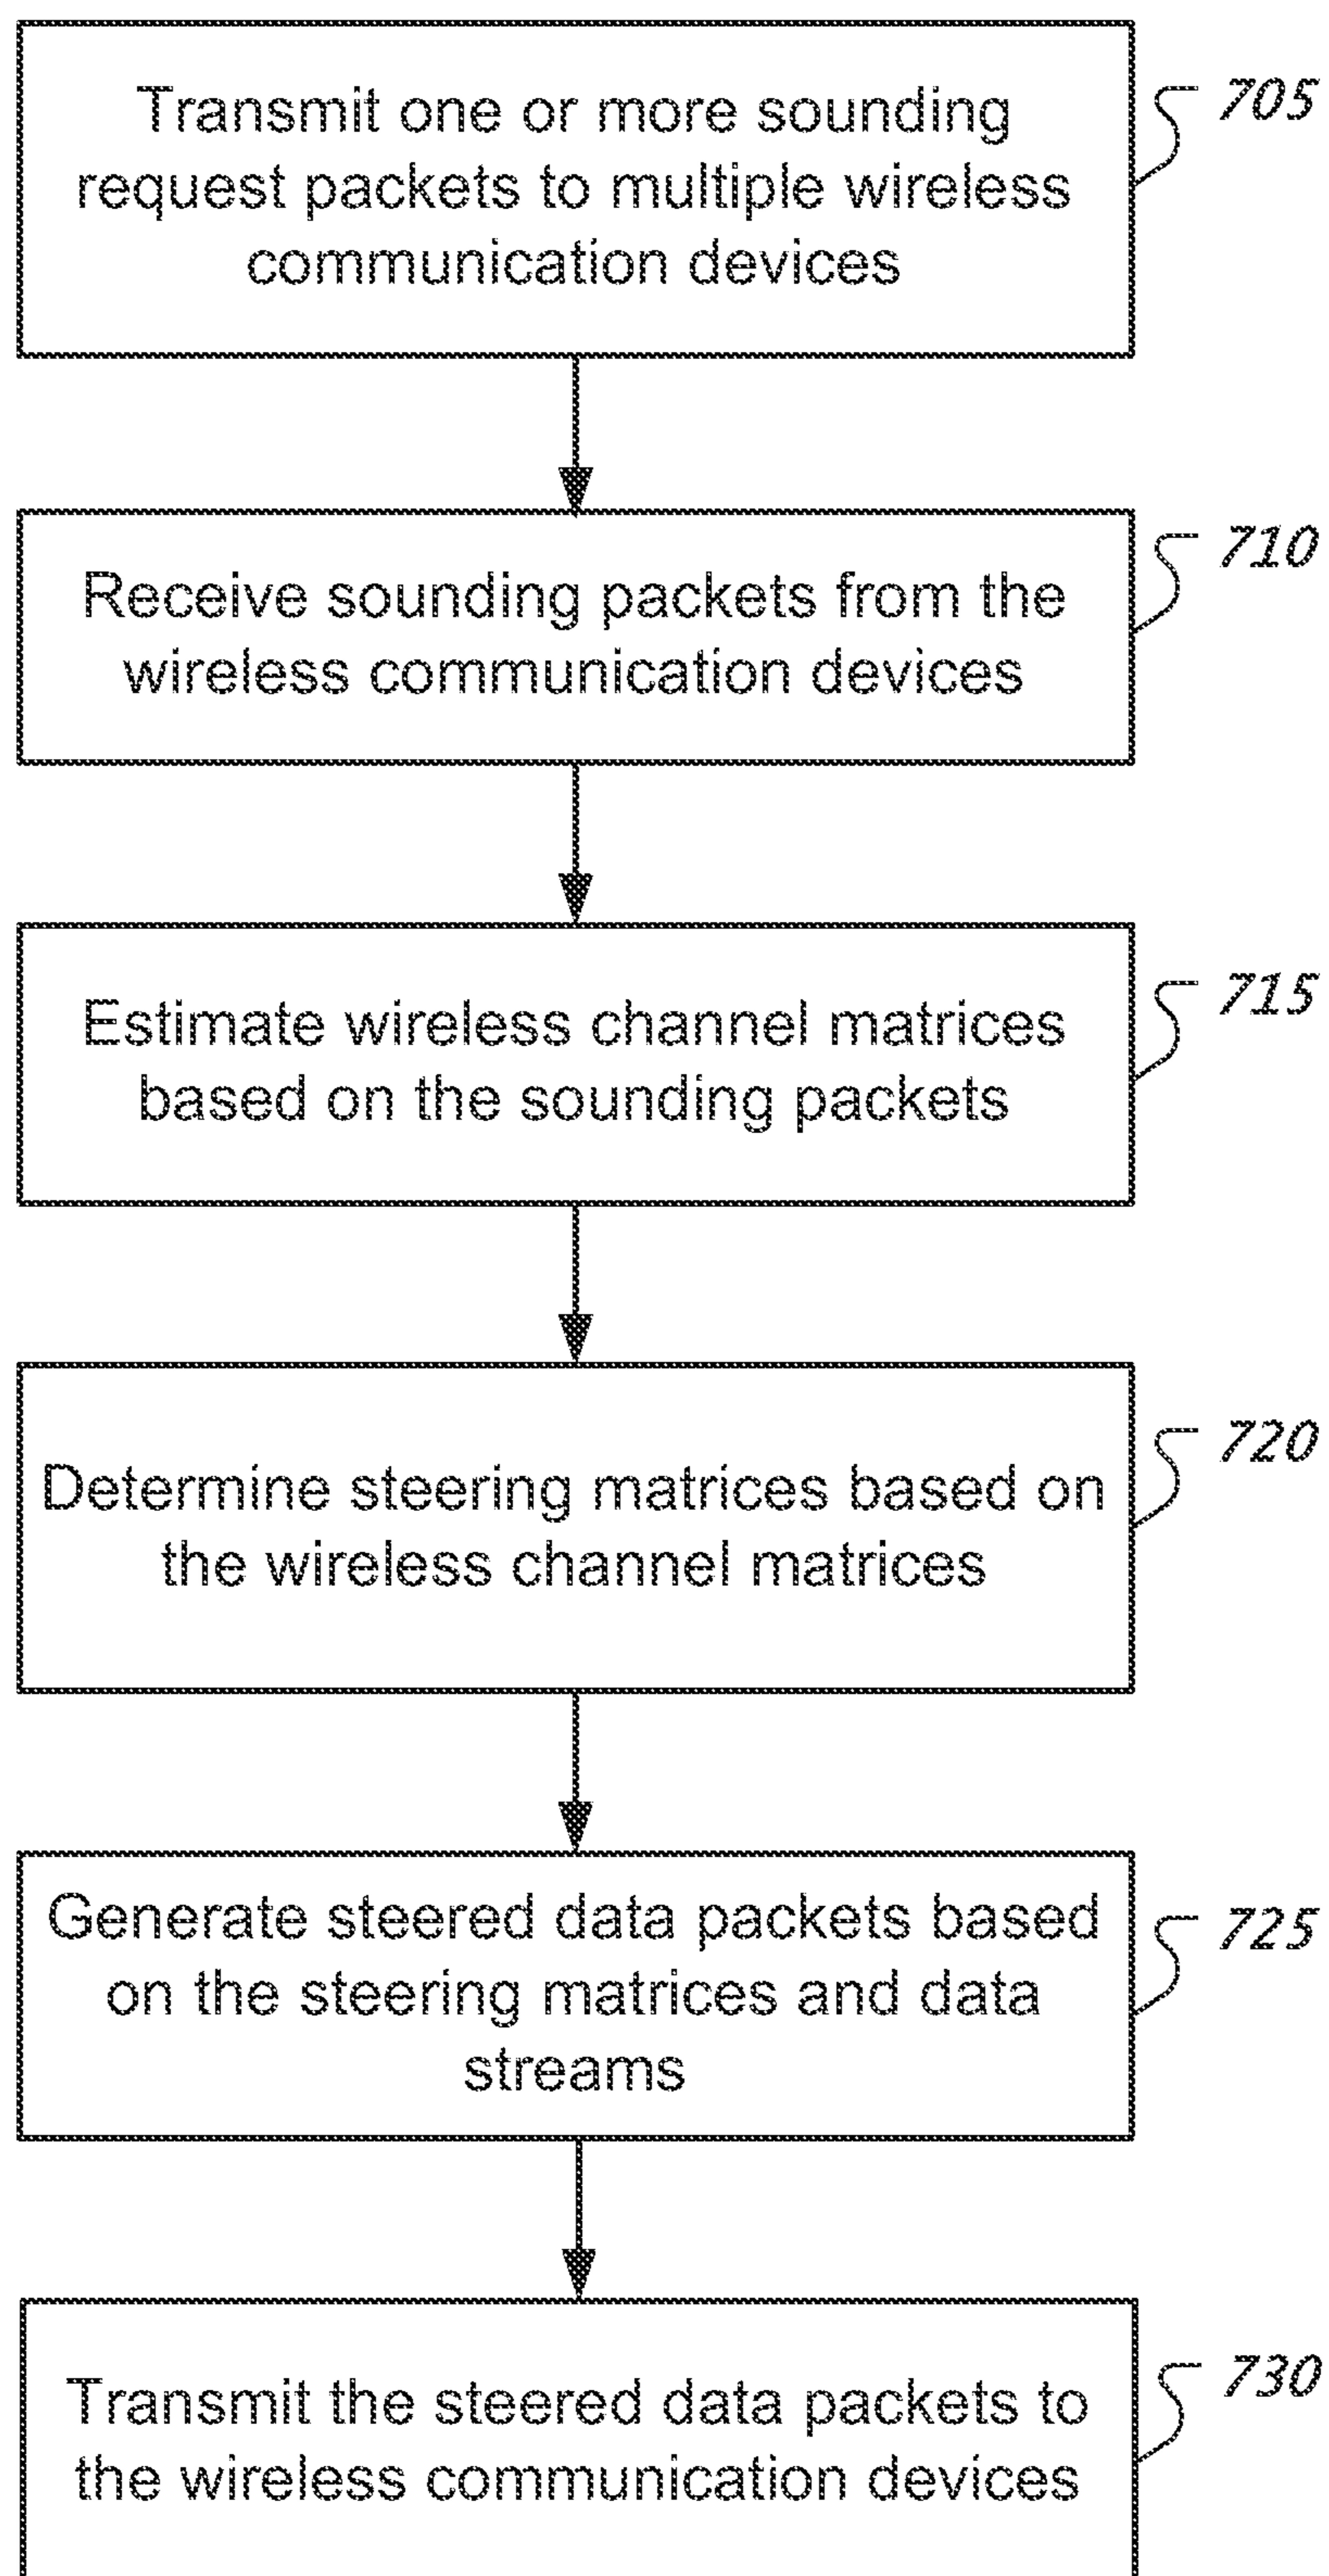 Transmit one or more sounding
request packets to multiple wireless
communication devices
705
Receive sounding packets from the
wireless communication devices
710
Estimate wireless channel matrices
based on the sounding packets
715
Determine steering matrices based on
the wireless channel matrices
720
Generate steered data packets based
on the steering matrices and data
streams
725
Transmit the steered data packets to
the wireless communication devices
730